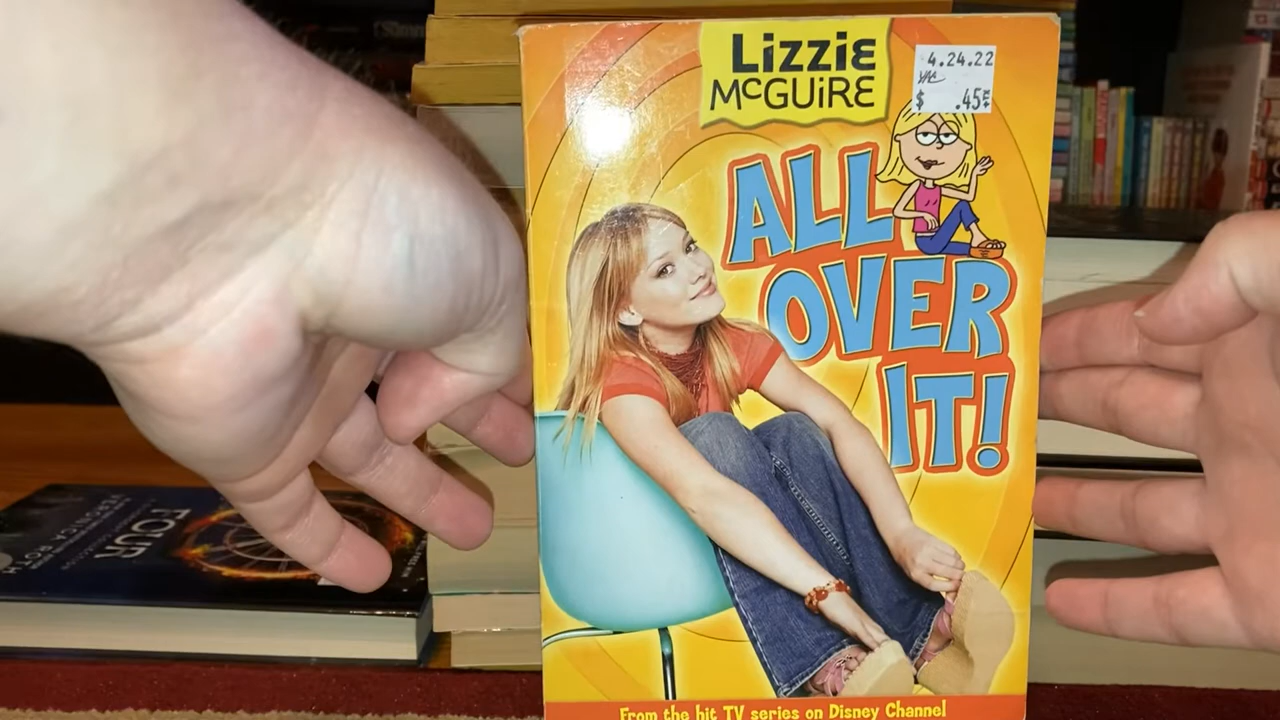 LiZZiE
McGUiRE
4.24.22
$ .45
ALL
OVER
IT!
From the hit TV series on Disney Channel
FOUR
VERONICA ROTH